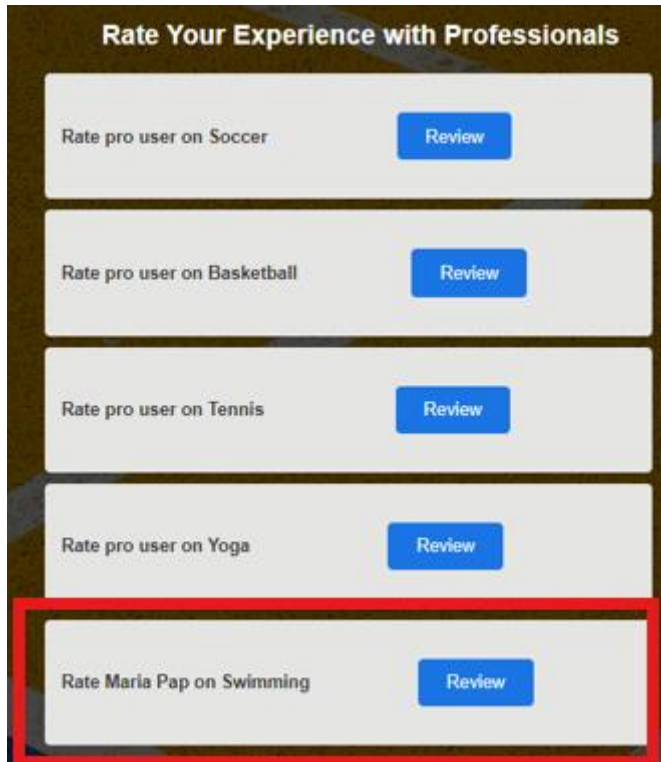 Rate Your Experience with Professionals
Rate pro user on Soccer
Review
Rate pro user on Basketball
Review
Rate pro user on Tennis
Review
Rate pro user on Yoga
Review
Rate Maria Pap on Swimming
Review